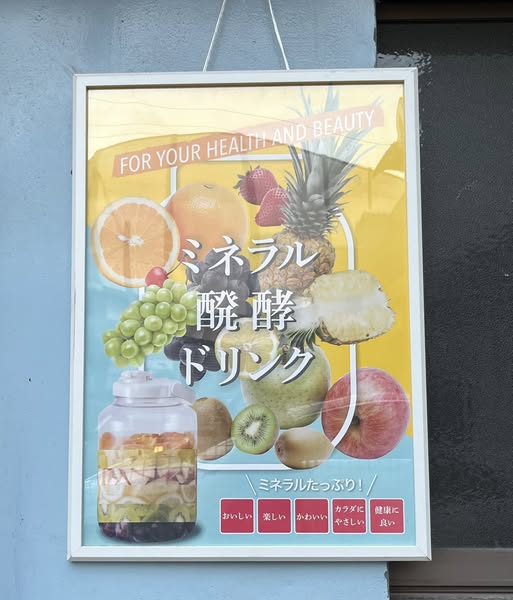 FOR YOUR HEALTH AND BEAUTY
ミネラル
醗酵
ドリンク
\ ミネラルたっぷり! /
おいしい
楽しい
かわいい
カラダに
やさしい
健康に
良い